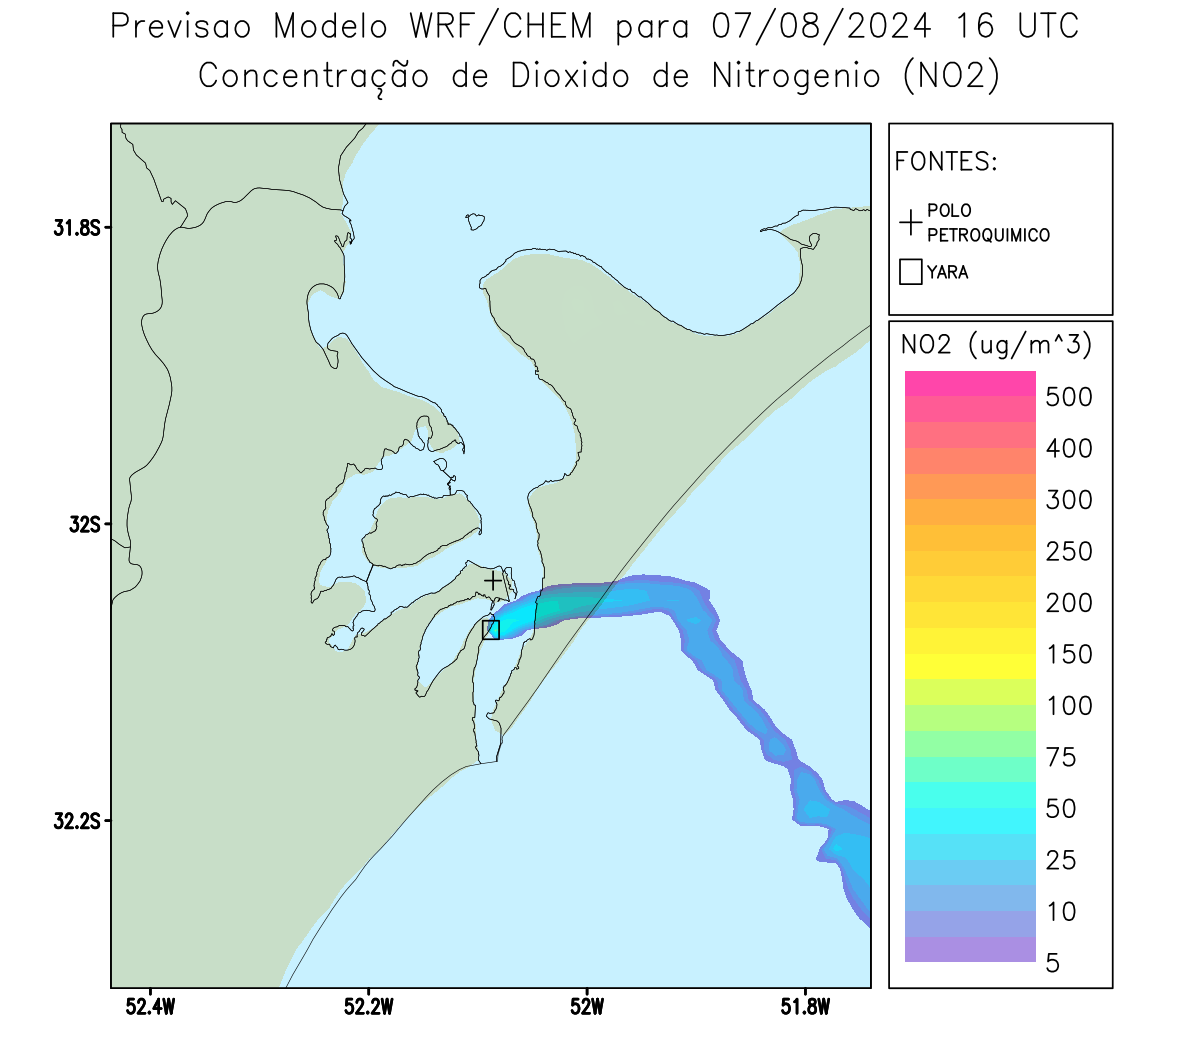 Previsao Modelo WRF/CHEM para 07/08/2024 16 UTC
Concentração de Dioxido de Nitrogenio (NO2)
FONTES:
POLO
PETROQUIMICO
YARA
NO2 (ug/m^3)
500
400
300
250
200
150
100
75
50
25
10
5
31.8S
32S
32.2S
52.4W
52.2W
52W
51.8W